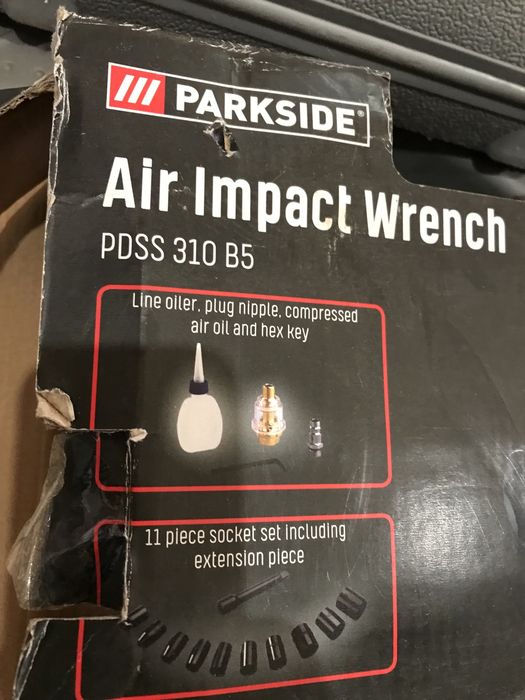 PARKSIDE®
Air Impact Wrench
PDSS 310 B5
Line oiler, plug nipple, compressed
air oil and hex key
11 piece socket set including
extension piece